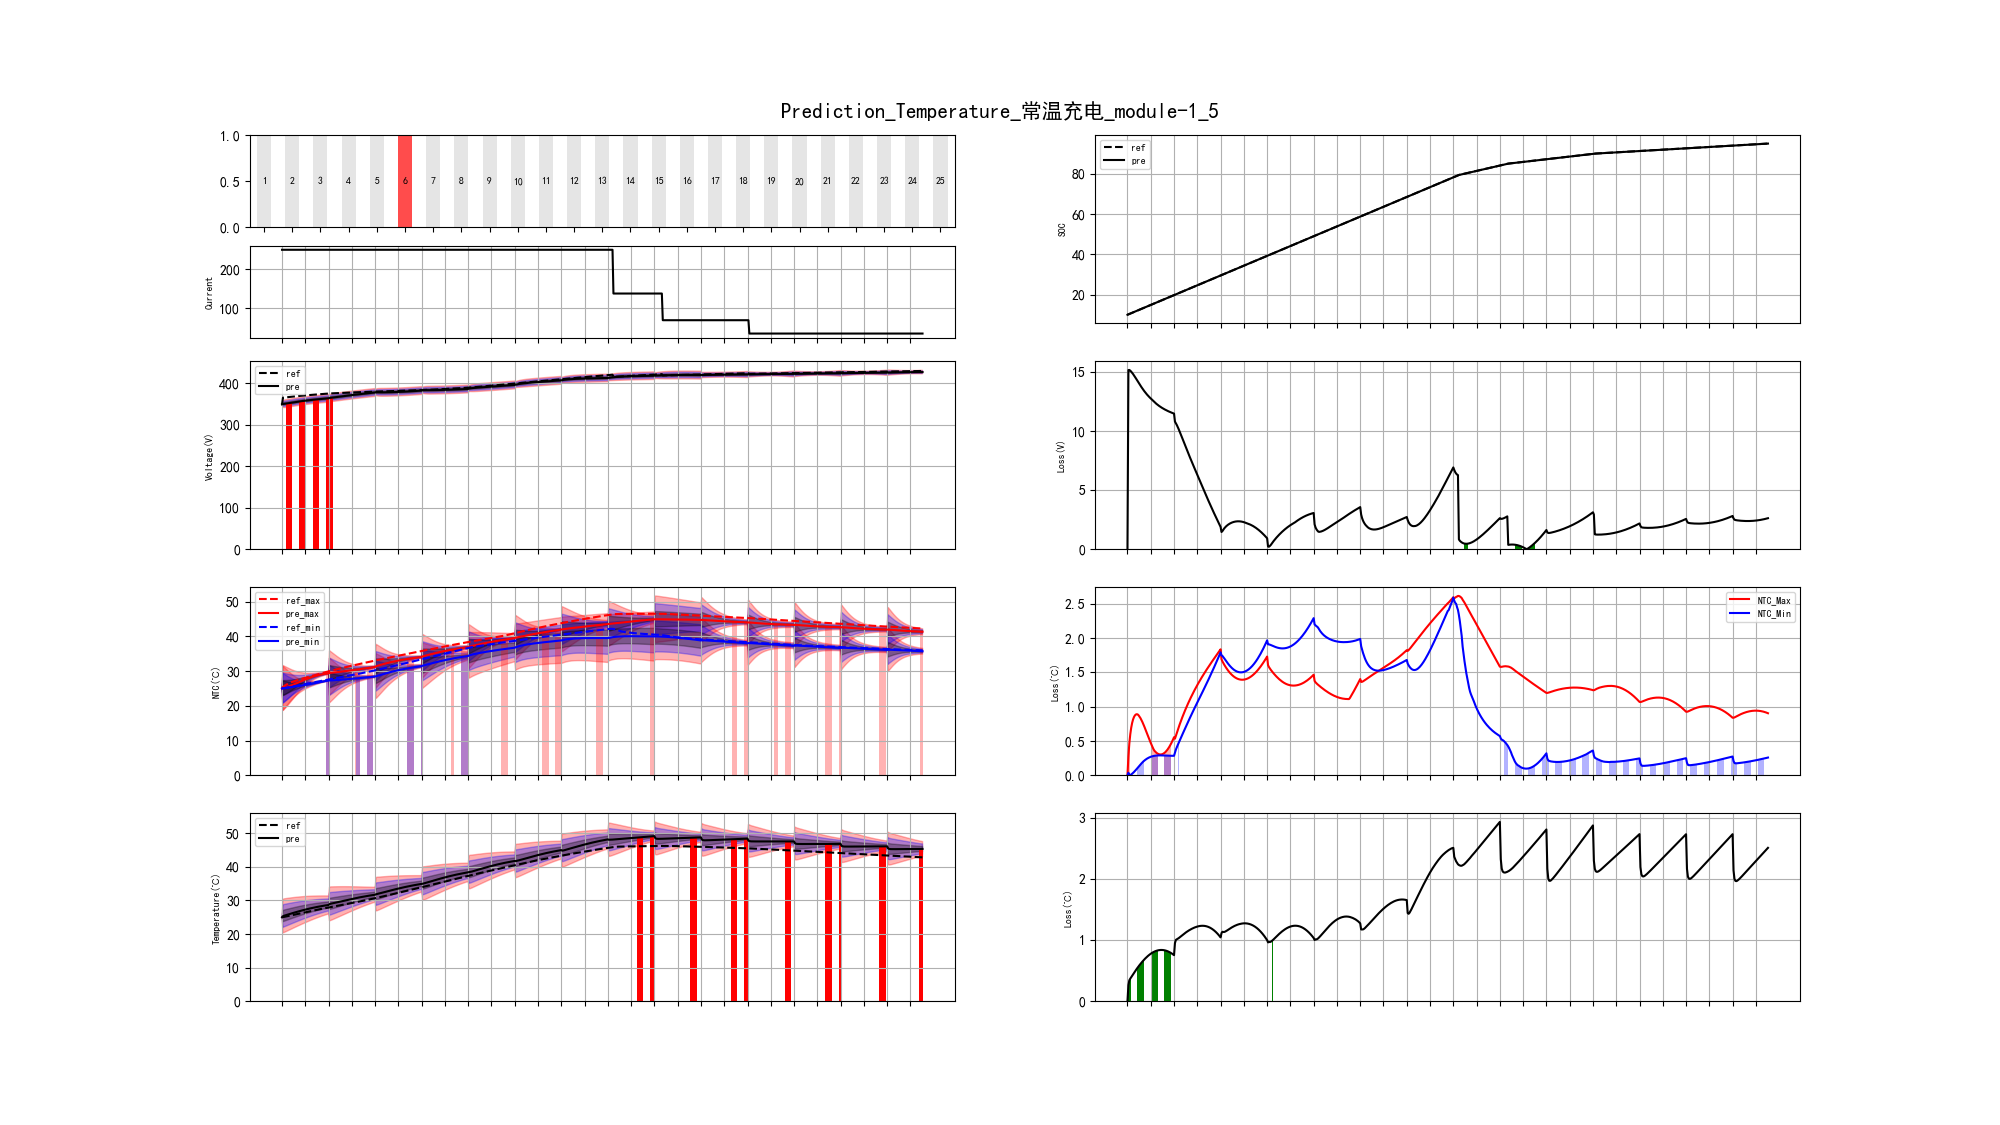 Prediction_Temperature_常温充电_module-1_5
1.0
0.5
0.0
1 2 3 4 5 6 7 8 9 10 11 12 13 14 15 16 17 18 19 20 21 22 23 24 25
Current
200
100
Voltage(V)
400
300
200
100
0
ref
pre
NTC(℃)
50
40
30
20
10
0
ref_max
pre_max
ref_min
pre_min
Temperature(℃)
50
40
30
20
10
0
ref
pre
SOC
80
60
40
20
ref
pre
Loss(V)
15
10
5
0
Loss(℃)
2.5
2.0
1.5
1.0
0.5
0.0
NTC_Max
NTC_Min
Loss(℃)
3
2
1
0